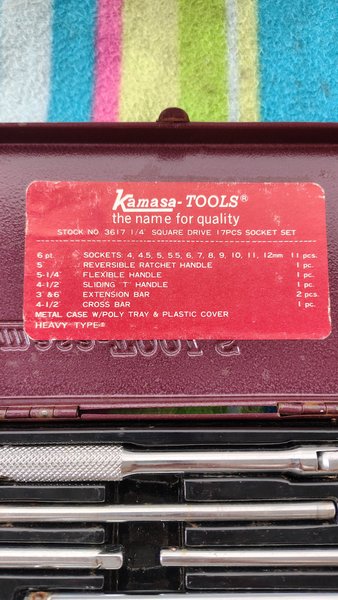 Kamasa-TOOLS®
the name for quality
STOCK NO. 3617 1/4" SQUARE DRIVE 17PCS SOCKET SET
6 pt. SOCKETS: 4, 4.5, 5, 5.5, 6, 7, 8, 9, 10, 11, 12mm 11 pcs.
5" REVERSIBLE RATCHET HANDLE 1 pc.
5-1/4" FLEXIBLE HANDLE 1 pc.
4-1/2" SLIDING 'T' HANDLE 1 pc.
3" &6" EXTENSION BAR 2 pcs.
4-1/2" CROSS BAR 1 pc.
METAL CASE W/POLY TRAY & PLASTIC COVER
HEAVY TYPE®